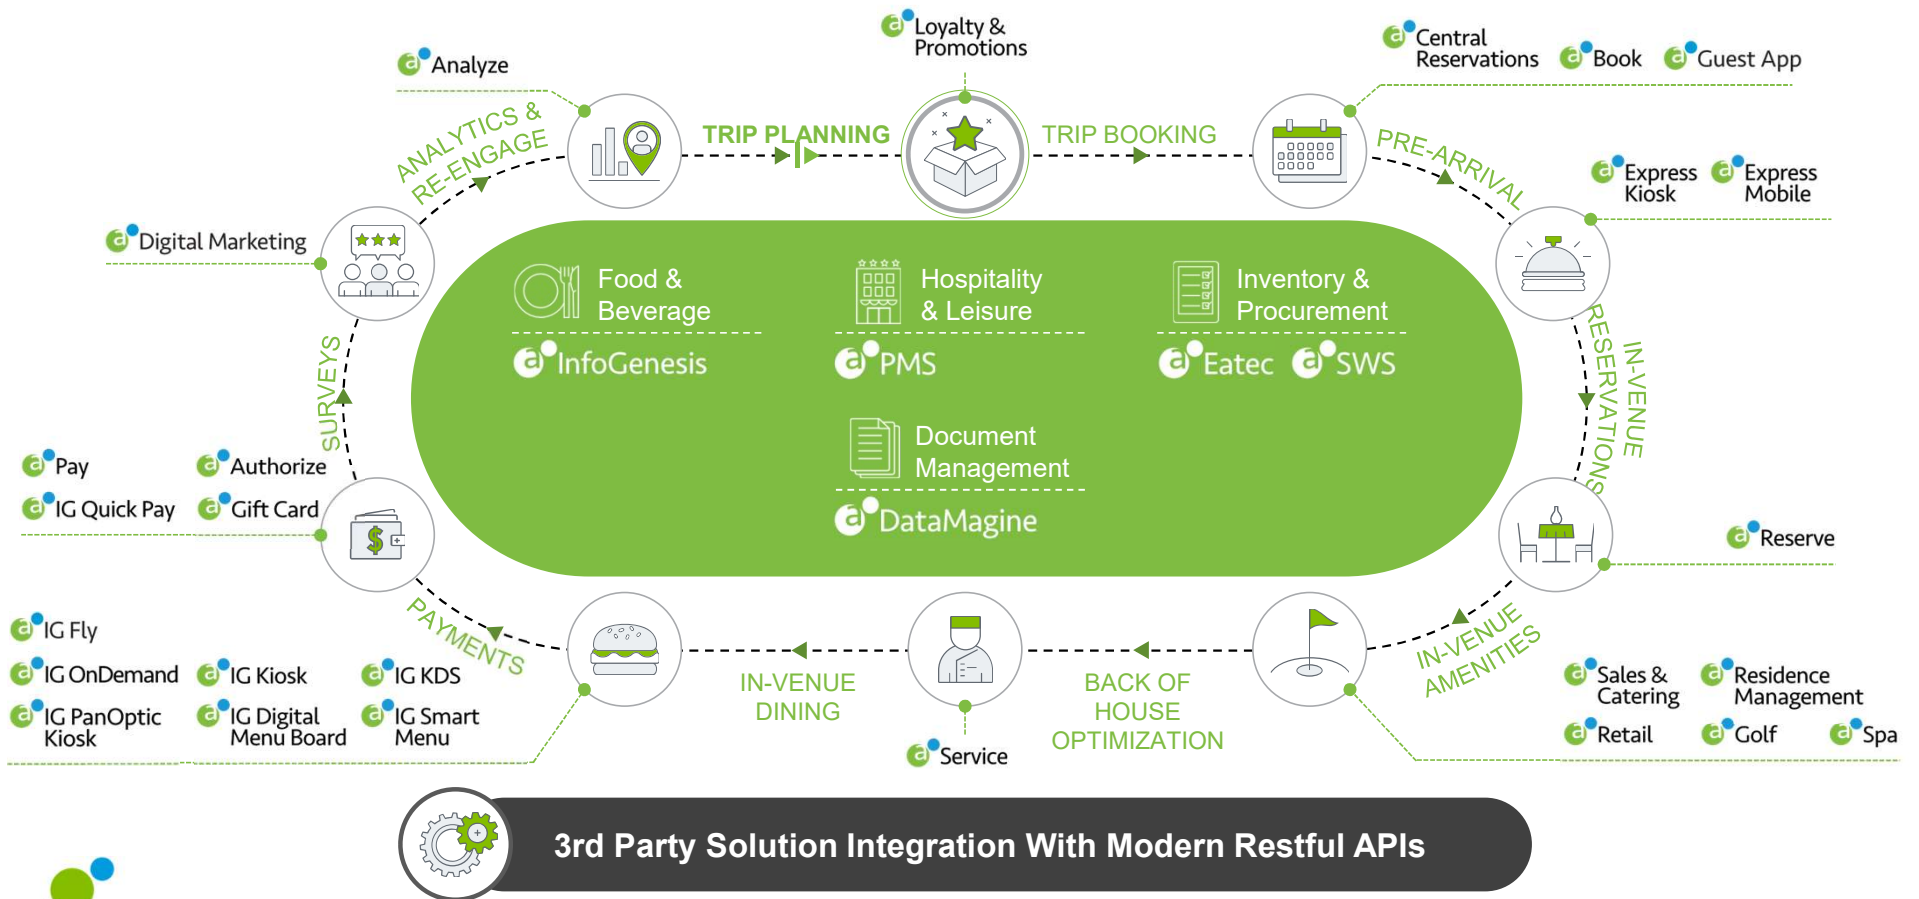 Analyze
Loyalty &
Promotions
Central
Reservations
Book
Guest App
ANALYTICS &
RE-ENGAGE
TRIP PLANNING
TRIP BOOKING
PRE-ARRIVAL
Express
Kiosk
Express
Mobile
Digital Marketing
Food &
Beverage
InfoGenesis
Hospitality
& Leisure
PMS
Inventory &
Procurement
Eatec
SWS
Document
Management
DataMagine
SURVEYS
IN-VENUE
RESERVATIONS
Pay
Authorize
IG Quick Pay
Gift Card
Reserve
PAYMENTS
IN-VENUE
AMENITIES
IG Fly
IG OnDemand
IG Kiosk
IG KDS
IG PanOptic
Kiosk
IG Digital
Menu Board
IG Smart
Menu
IN-VENUE
DINING
Service
BACK OF
HOUSE
OPTIMIZATION
Sales &
Catering
Residence
Management
Retail
Golf
Spa
3rd Party Solution Integration With Modern Restful APIs